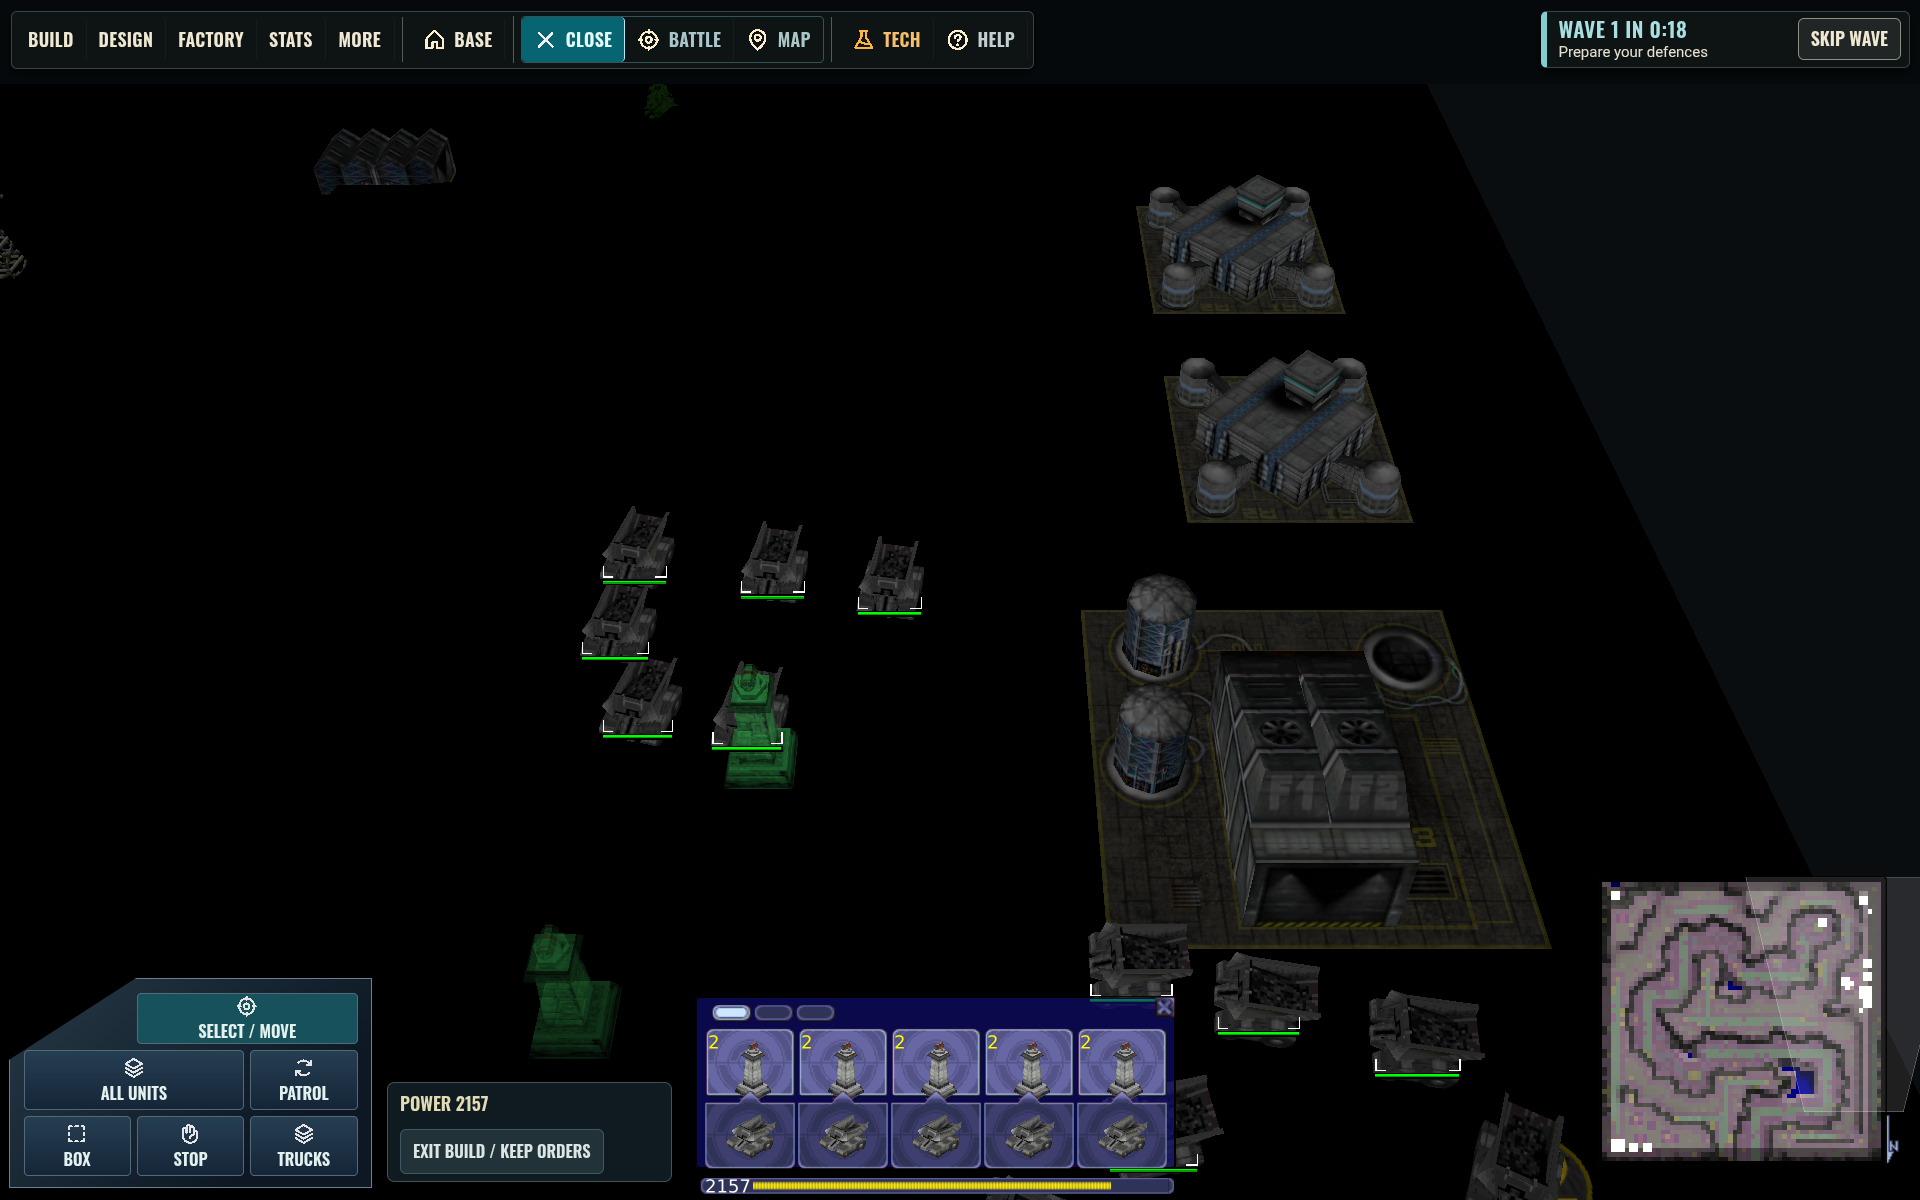 BUILD DESIGN FACTORY STATS MORE BASE CLOSE BATTLE MAP TECH HELP
WAVE 1 IN 0:18
Prepare your defences
SKIP WAVE
F1 F2
3
SELECT / MOVE
ALL UNITS PATROL
BOX STOP TRUCKS
POWER 2157
EXIT BUILD / KEEP ORDERS
2 2 2 2 2
2157
N